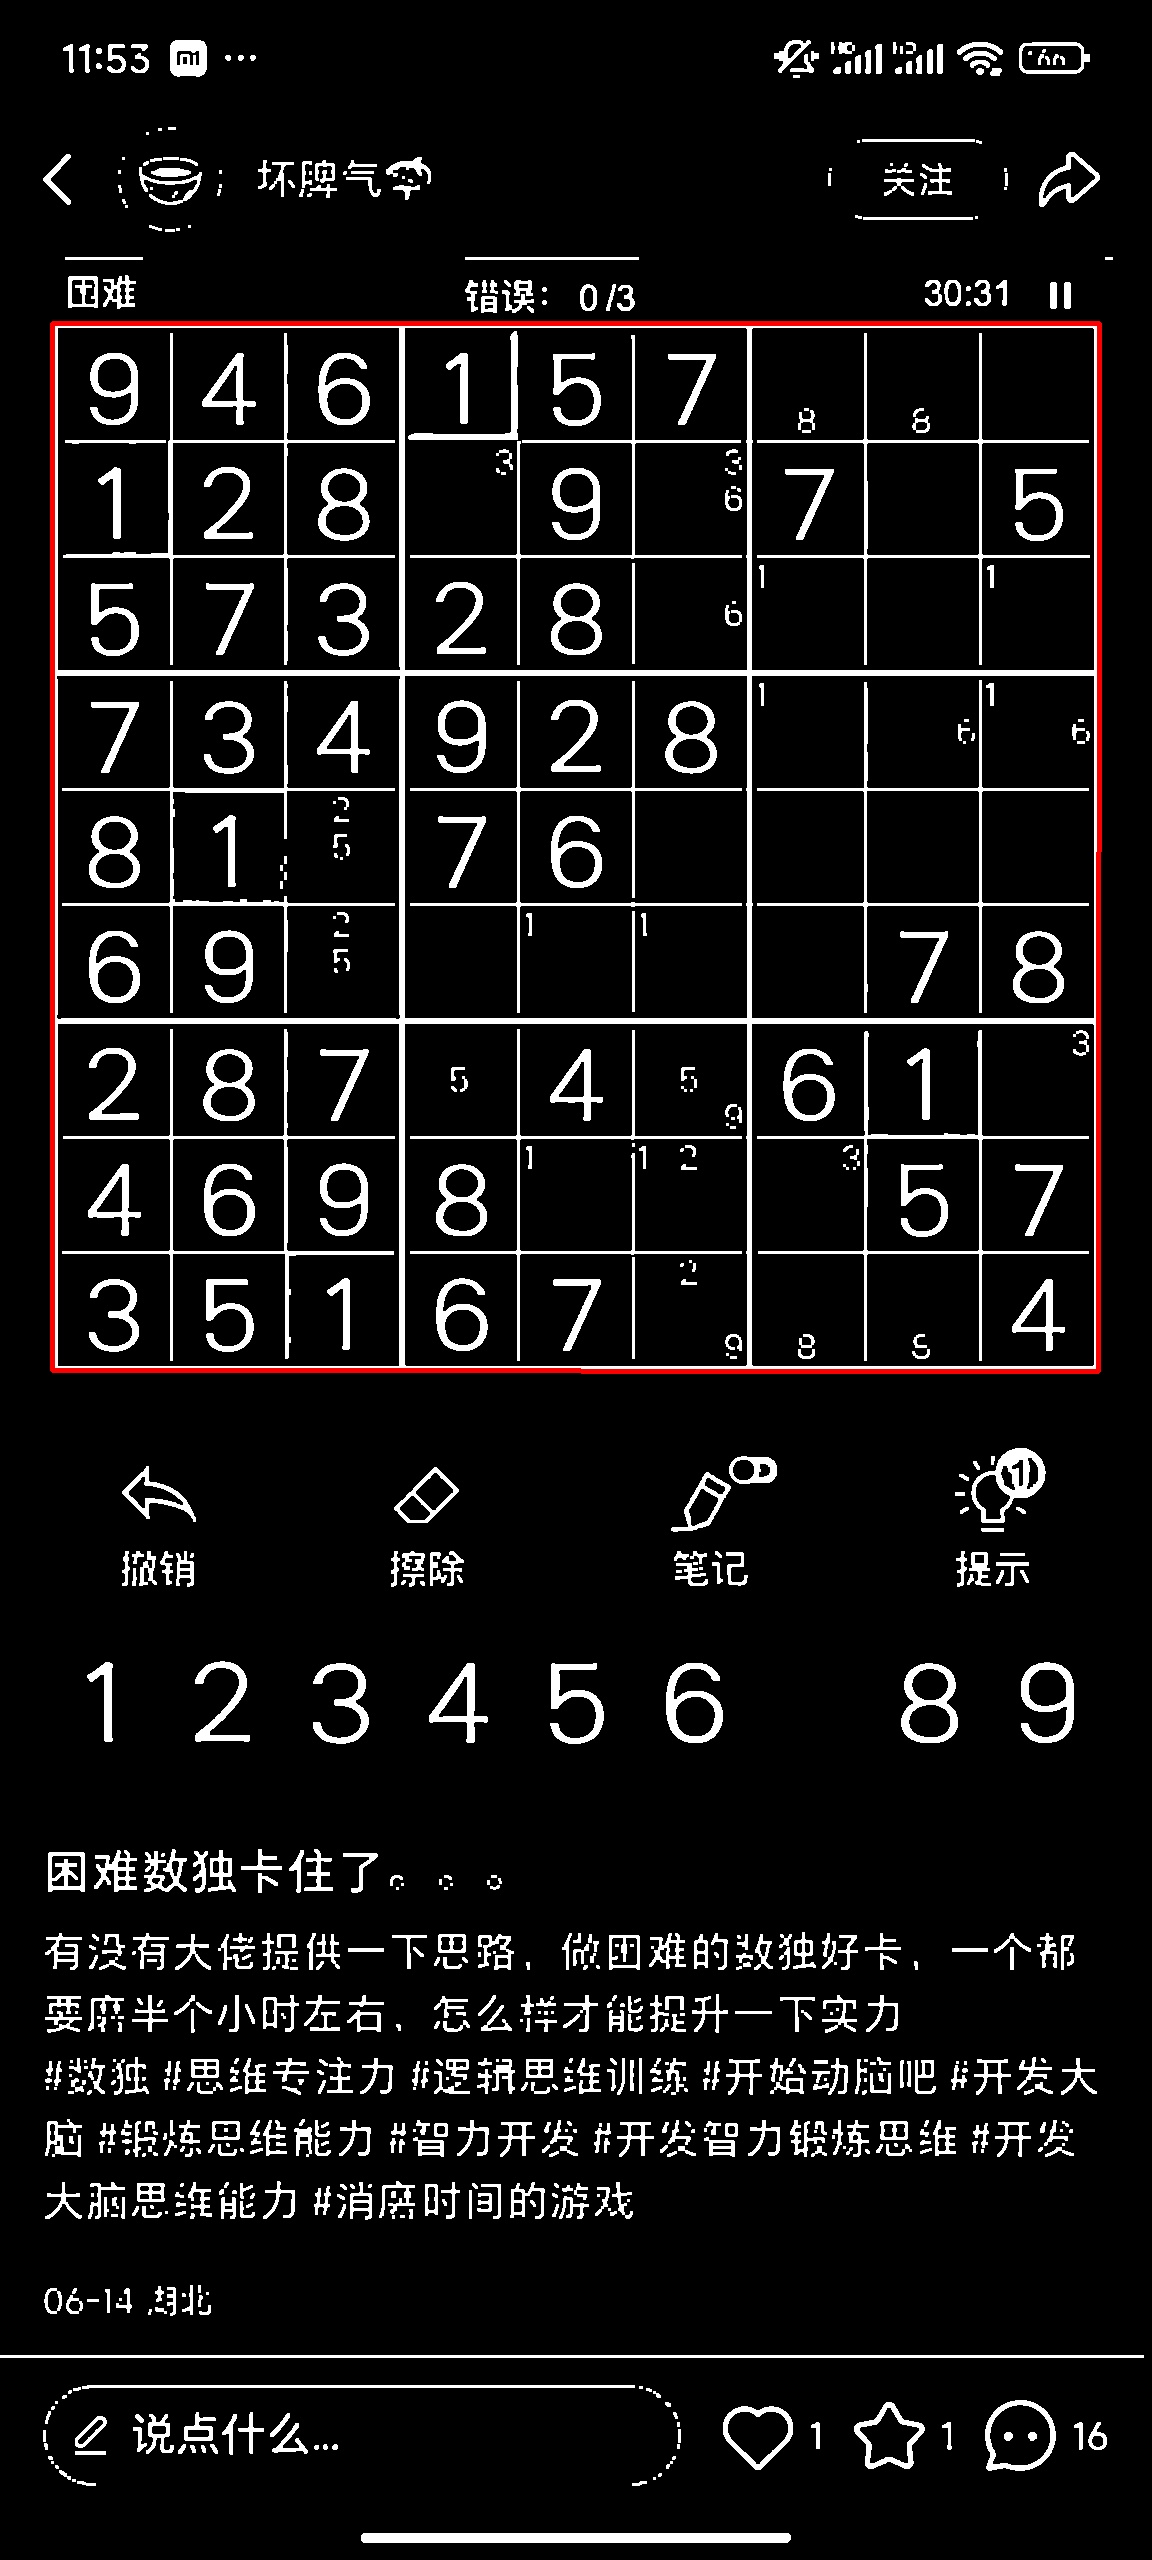 11:53 ...
坏脾气
关注
困难 错误： 0/3 30:31
9 4 6 1 5 7 8 8
1 2 8 3 9 3 6 7 5
5 7 3 2 8 6 1 1
7 3 4 9 2 8 1 6 1 6
8 1 2 5 7 6
6 9 2 5 1 1 7 8
2 8 7 5 4 5 9 6 1 3
4 6 9 8 1 1 2 3 5 7
3 5 1 6 7 2 9 8 8 4
撤销 擦除 笔记 1 提示
1 2 3 4 5 6 8 9
困难数独卡住了。。。
有没有大佬提供一下思路，做困难的数独好卡，一个都
要磨半个小时左右，怎么样才能提升一下实力
#数独 #思维专注力 #逻辑思维训练 #开始动脑吧 #开发大
脑 #锻炼思维能力 #智力开发 #开发智力锻炼思维 #开发
大脑思维能力 #消磨时间的游戏
06-14 湖北
说点什么... 1 1 16